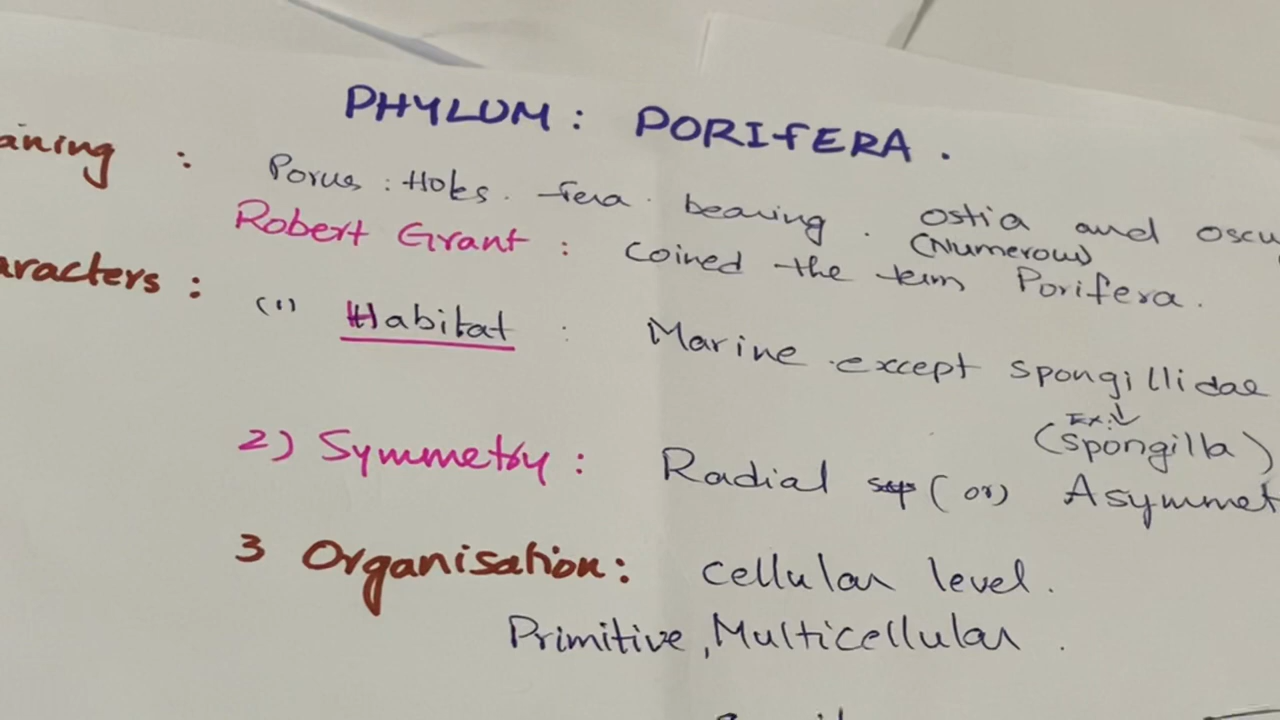 PHYLUM: PORIFERA.
aning : Porus : Holes. fera. bearing. ostia and oscu
(Numerous)
Robert Grant : coined the term Porifera.
aracters : (1) Habitat : Marine except spongillidae
Ex:↓
(spongilla)
2) Symmetry : Radial (or) Asymmet
3 Organisation: cellular level.
Primitive, Multicellular.